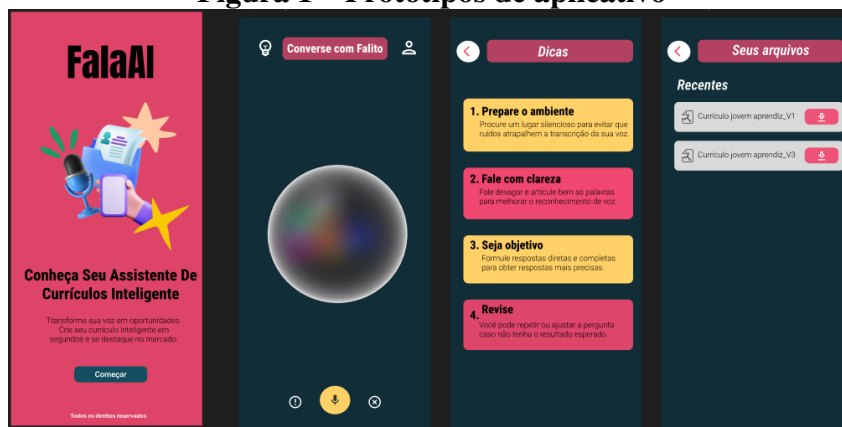 Figura 1 – Protótipos de aplicativo
FalaAI
Conheça Seu Assistente De
Currículos Inteligente
Transforme sua voz em oportunidades.
Crie seu currículo inteligente em
segundos e se destaque no mercado.
Começar
Todos os direitos reservados
Converse com Falito
Dicas
1. Prepare o ambiente
Procure um lugar silencioso para evitar que
ruídos atrapalhem a transcrição da sua voz.
2. Fale com clareza
Fale devagar e articule bem as palavras
para melhorar o reconhecimento de voz.
3. Seja objetivo
Formule respostas diretas e completas
para obter respostas mais precisas.
4. Revise
Você pode repetir ou ajustar a pergunta
caso não tenha o resultado esperado.
Seus arquivos
Recentes
Currículo jovem aprendiz_V1
Currículo jovem aprendiz_V3